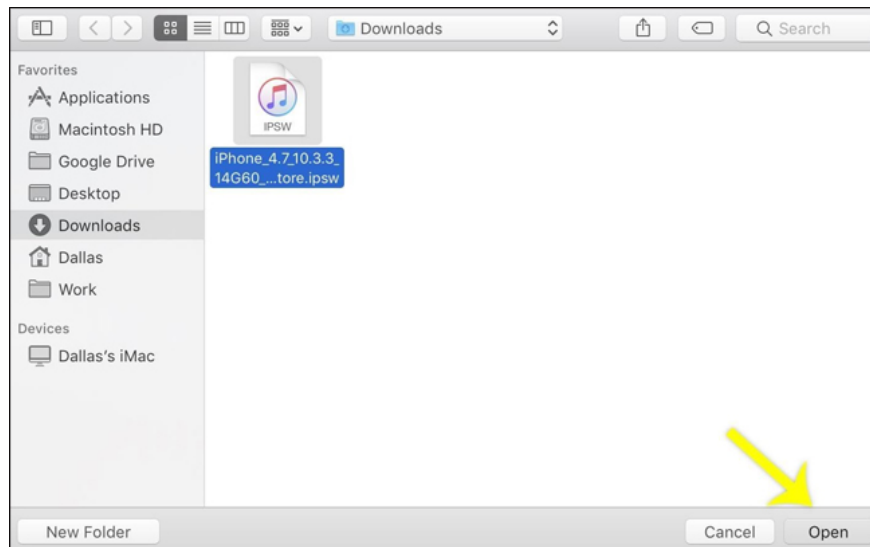 Downloads
Search
Favorites
Applications
Macintosh HD
Google Drive
Desktop
Downloads
Dallas
Work
Devices
Dallas's iMac
IPSW
iPhone_4.7_10.3.3_
14G60_...tore.ipsw
New Folder
Cancel
Open